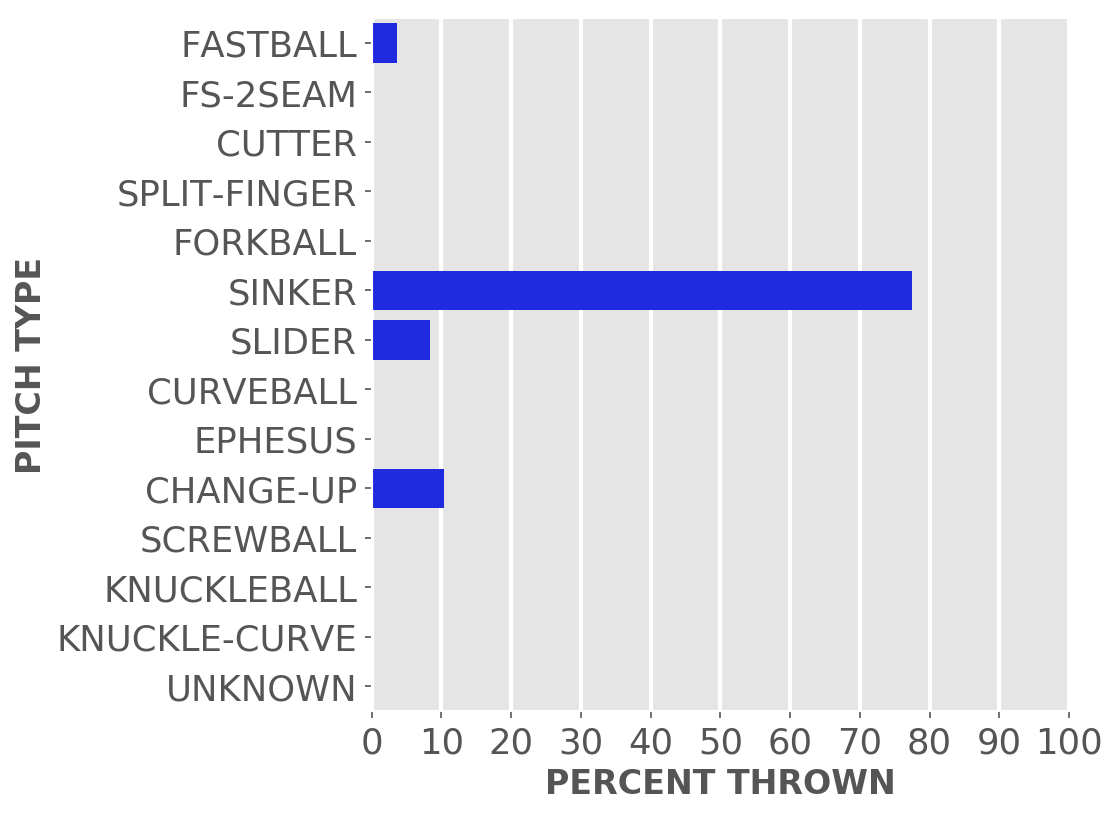 FASTBALL
FS-2SEAM
CUTTER
SPLIT-FINGER
FORKBALL
SINKER
SLIDER
CURVEBALL
EPHESUS
CHANGE-UP
SCREWBALL
KNUCKLEBALL
KNUCKLE-CURVE
UNKNOWN
PITCH TYPE
0 10 20 30 40 50 60 70 80 90 100
PERCENT THROWN